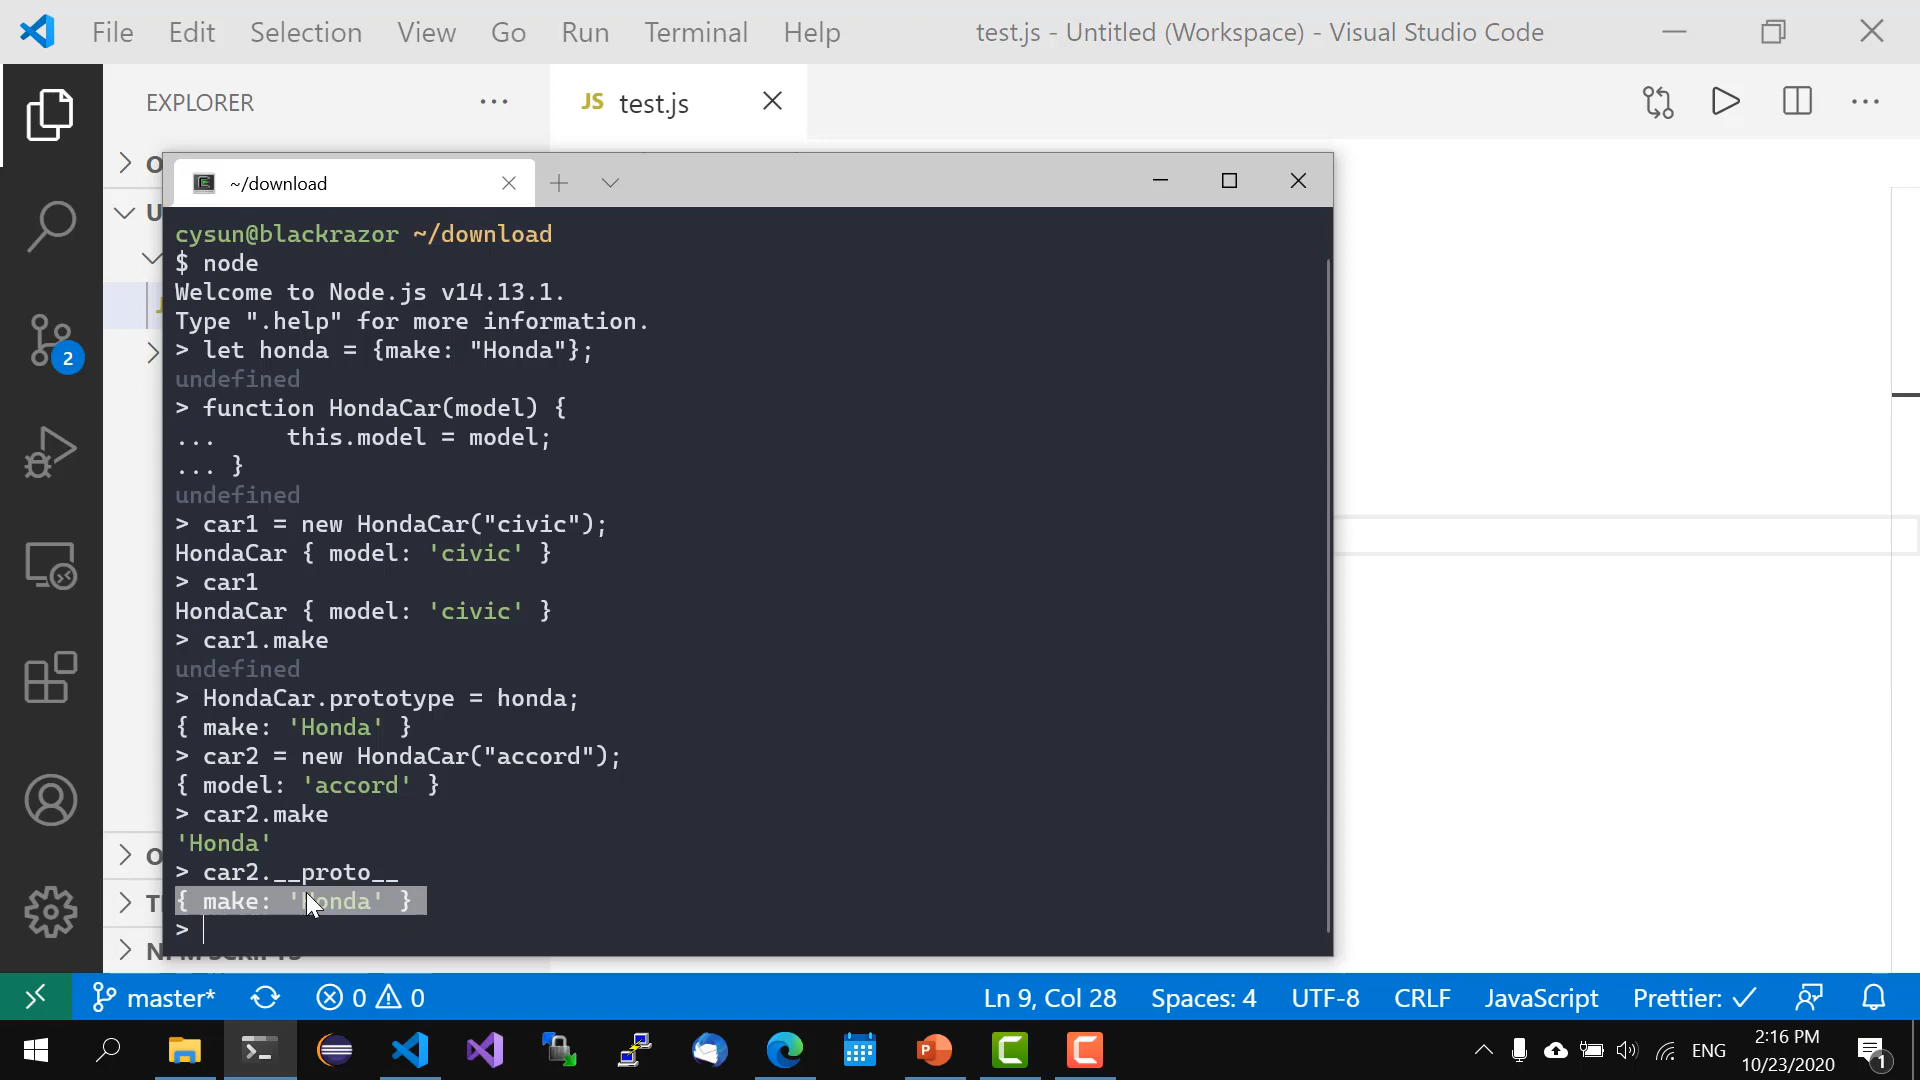 File Edit Selection View Go Run Terminal Help test.js - Untitled (Workspace) - Visual Studio Code
EXPLORER
JS test.js
~/download
cysun@blackrazor ~/download
$ node
Welcome to Node.js v14.13.1.
Type ".help" for more information.
> let honda = {make: "Honda"};
undefined
> function HondaCar(model) {
... this.model = model;
... }
undefined
> car1 = new HondaCar("civic");
HondaCar { model: 'civic' }
> car1
HondaCar { model: 'civic' }
> car1.make
undefined
> HondaCar.prototype = honda;
{ make: 'Honda' }
> car2 = new HondaCar("accord");
{ model: 'accord' }
> car2.make
'Honda'
> car2.__proto__
{ make: 'Honda' }
>
2
master* 0 0 Ln 9, Col 28 Spaces: 4 UTF-8 CRLF JavaScript Prettier: ✓
ENG
2:16 PM
10/23/2020
1